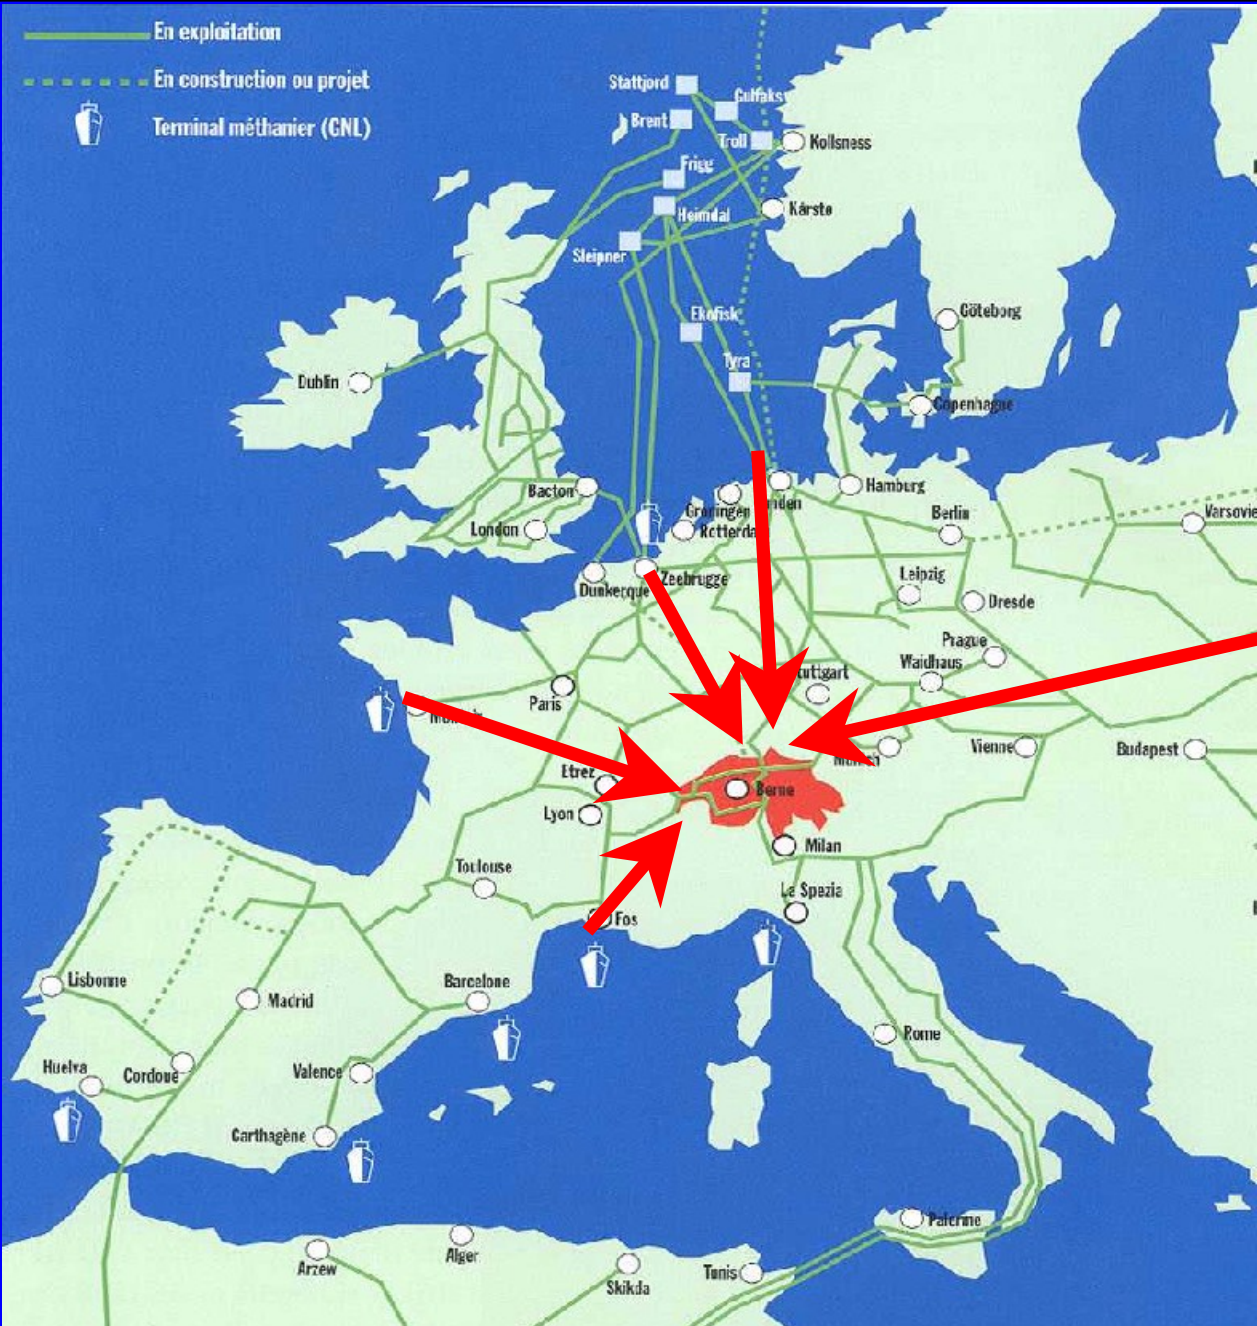 En exploitation
En construction ou projet
Terminal méthanier (GNL)
Stattjord
Gulfaks
Brent
Troll
Kollsness
Frigg
Kårstø
Heimdal
Sleipner
Ekofisk
Göteborg
Tyra
Dublin
Copenhague
Bacton
Hamburg
Groningen
Berlin
Varsovie
London
Rotterda
Zeebrugge
Dunkerque
Leipzig
Dresde
Prague
Waidhaus
Paris
Vienne
Budapest
Etrez
Berne
Lyon
Milan
Toulouse
La Spezia
Fos
Lisbonne
Barcelone
Madrid
Rome
Huelva
Cordoue
Valence
Carthagène
Palerme
Alger
Arzew
Tunis
Skikda